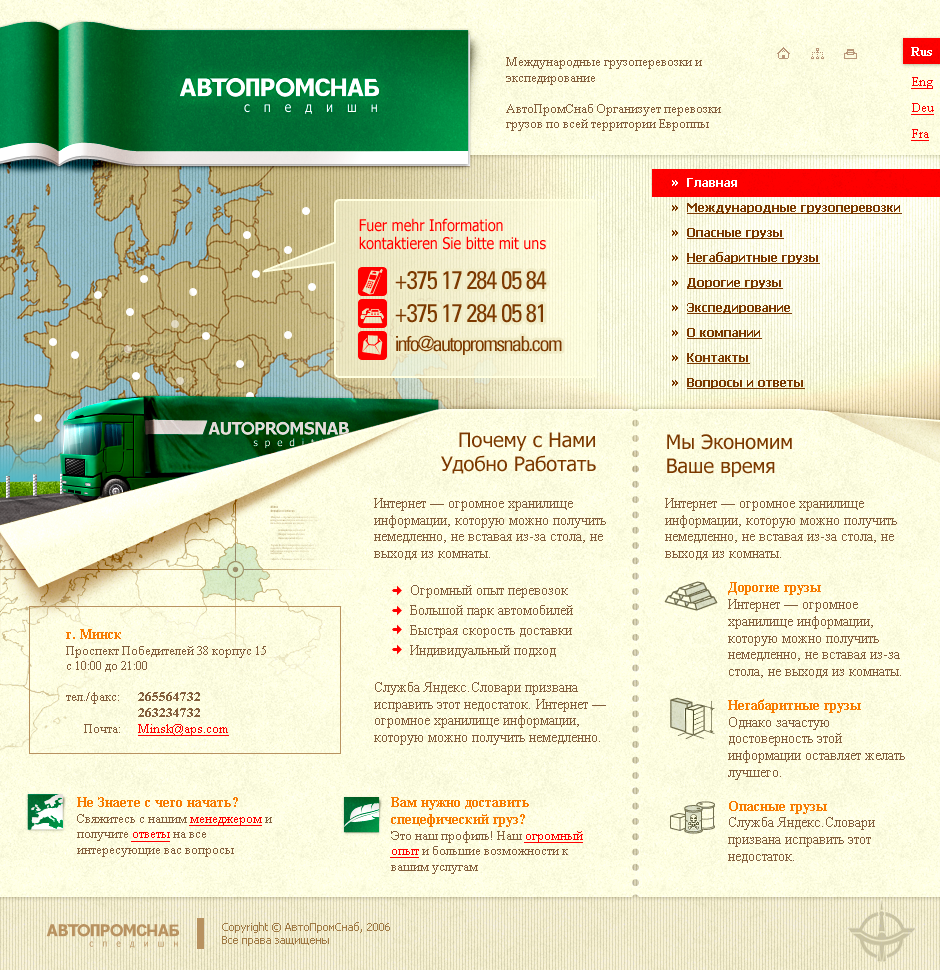 АВТОПРОМСНАБ
спедишн
Международные грузоперевозки и
экспедирование
АвтоПромСнаб Организует перевозки
грузов по всей территории Европпы
Rus
Eng
Deu
Fra
» Главная
» Международные грузоперевозки
» Опасные грузы
» Негабаритные грузы
» Дорогие грузы
» Экспедирование
» О компании
» Контакты
» Вопросы и ответы
Fuer mehr Information
kontaktieren Sie bitte mit uns
+375 17 284 05 84
+375 17 284 05 81
info@autopromsnab.com
AUTOPROMSNAB
Почему с Нами
Удобно Работать
Интернет — огромное хранилище
информации, которую можно получить
немедленно, не вставая из-за стола, не
выходя из комнаты.
Огромный опыт перевозок
Большой парк автомобилей
Быстрая скорость доставки
Индивидуальный подход
Служба Яндекс.Словари призвана
исправить этот недостаток. Интернет —
огромное хранилище информации,
которую можно получить немедленно.
Мы Экономим
Ваше время
Интернет — огромное хранилище
информации, которую можно получить
немедленно, не вставая из-за стола, не
выходя из комнаты.
Дорогие грузы
Интернет — огромное
хранилище информации,
которую можно получить
немедленно, не вставая из-за
стола, не выходя из комнаты.
Негабаритные грузы
Однако зачастую
достоверность этой
информации оставляет желать
лучшего.
Опасные грузы
Служба Яндекс.Словари
призвана исправить этот
недостаток.
г. Минск
Проспект Победителей 38 корпус 15
с 10:00 до 21:00
тел./факс: 265564732
263234732
Почта: Minsk@aps.com
Не Знаете с чего начать?
Свяжитесь с нашим менеджером и
получите ответы на все
интересующие вас вопросы
Вам нужно доставить
спецефический груз?
Это наш профиль! Наш огромный
опыт и большие возможности к
вашим услугам
АВТОПРОМСНАБ
спедишн
Copyright © АвтоПромСнаб, 2006
Все права защищены